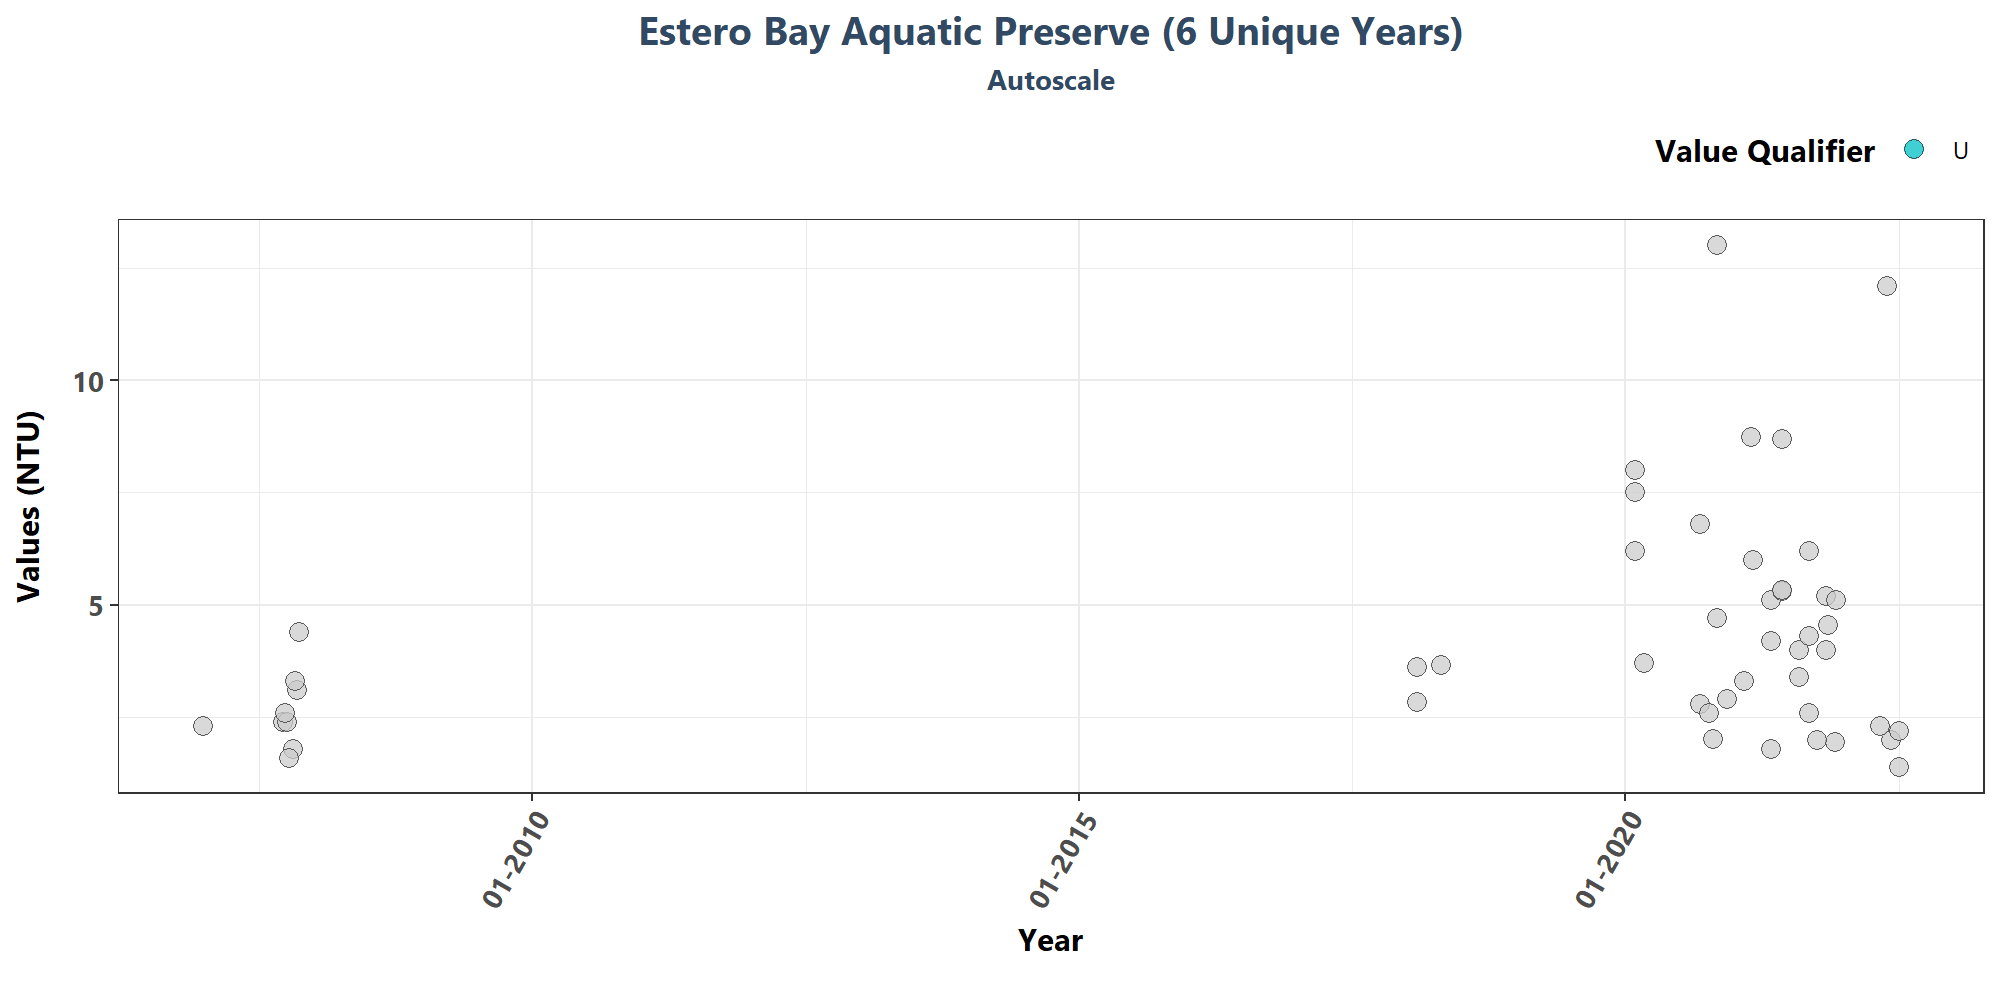 Estero Bay Aquatic Preserve (6 Unique Years)
Autoscale
Value Qualifier U
10
5
Values (NTU)
01-2010
01-2015
01-2020
Year